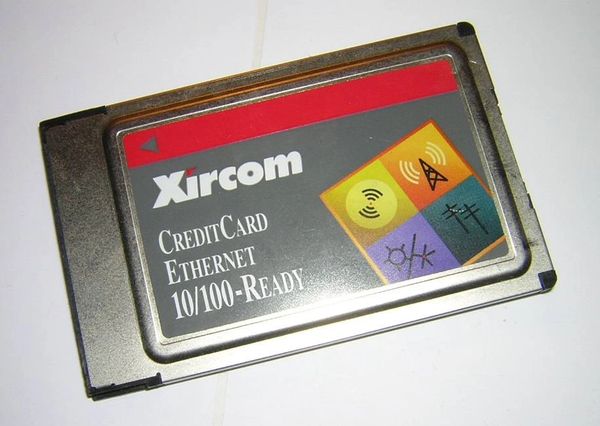 Xircom
CREDITCARD
ETHERNET
10/100-READY